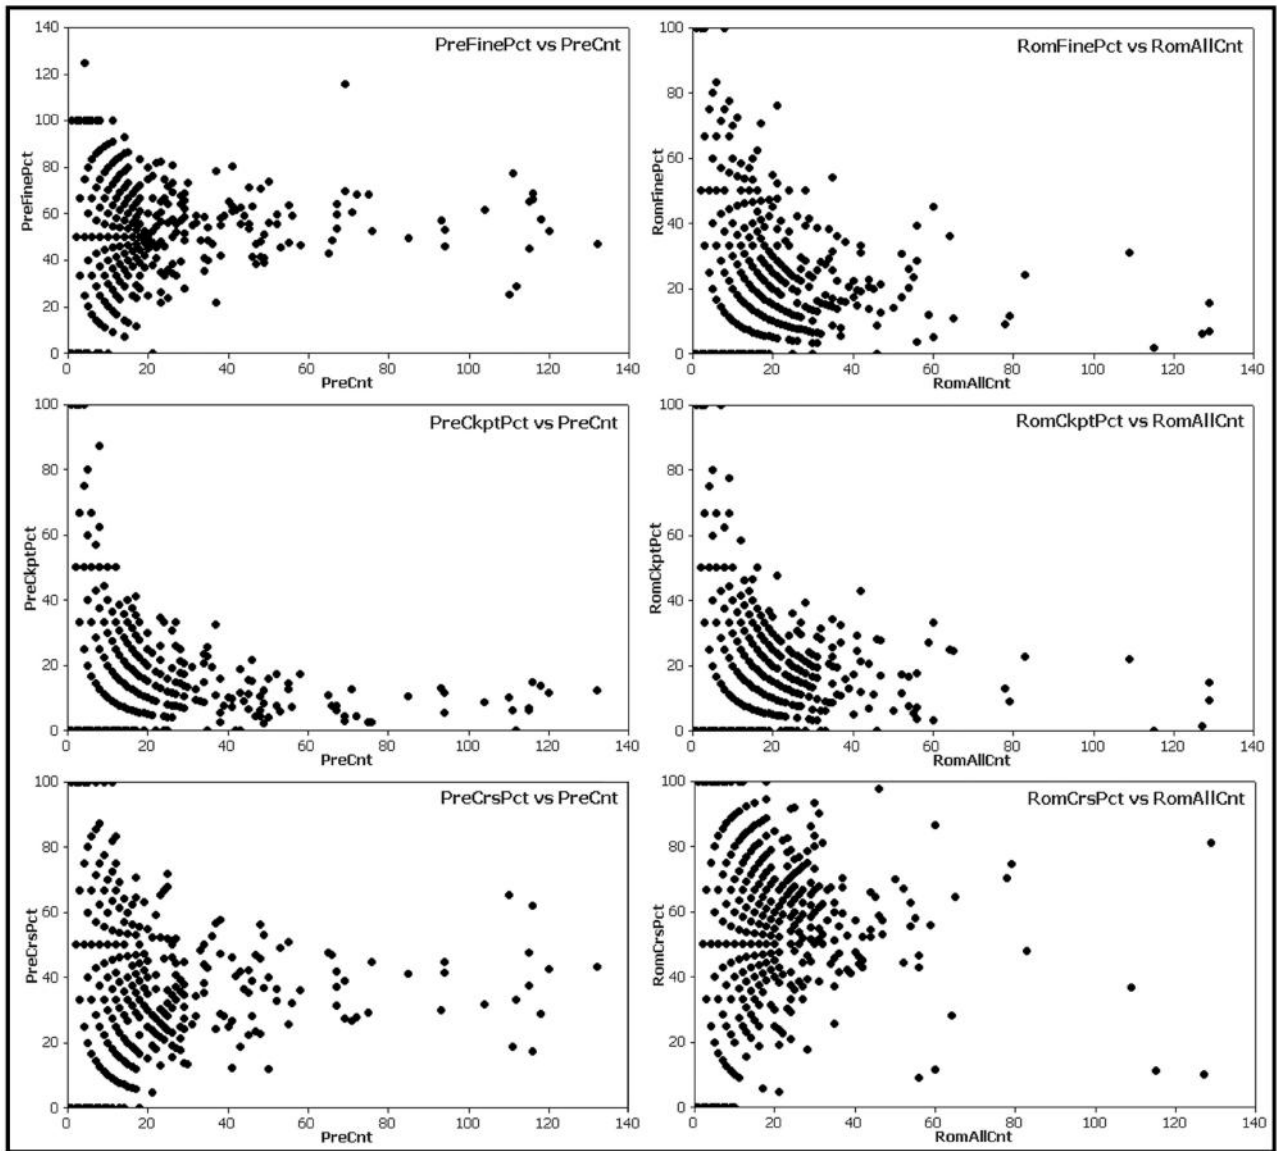 PreFinePct vs PreCnt
PreFinePct
140
120
100
80
60
40
20
0
0 20 40 60 80 100 120 140
PreCnt
RomFinePct vs RomAllCnt
RomFinePct
100
80
60
40
20
0
0 20 40 60 80 100 120 140
RomAllCnt
PreCkptPct vs PreCnt
PreCkptPct
100
80
60
40
20
0
0 20 40 60 80 100 120 140
PreCnt
RomCkptPct vs RomAllCnt
RomCkptPct
100
80
60
40
20
0
0 20 40 60 80 100 120 140
RomAllCnt
PreCrsPct vs PreCnt
PreCrsPct
100
80
60
40
20
0
0 20 40 60 80 100 120 140
PreCnt
RomCrsPct vs RomAllCnt
RomCrsPct
100
80
60
40
20
0
0 20 40 60 80 100 120 140
RomAllCnt